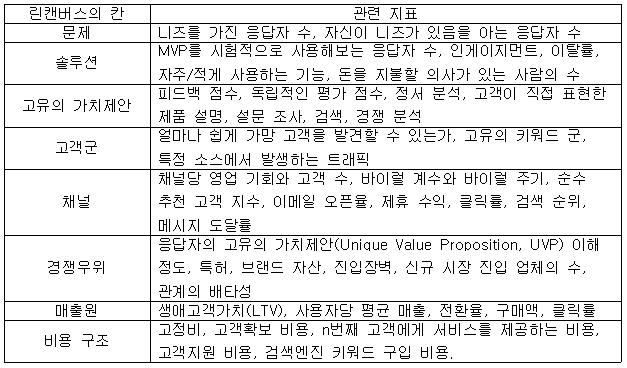 린캔버스의 칸 관련 지표
문제 니즈를 가진 응답자 수, 자신이 니즈가 있음을 아는 응답자 수
솔루션 MVP를 시험적으로 사용해보는 응답자 수, 인게이지먼트, 이탈률,
자주/적게 사용하는 기능, 돈을 지불할 의사가 있는 사람의 수
고유의 가치제안 피드백 점수, 독립적인 평가 점수, 정서 분석, 고객이 직접 표현한
제품 설명, 설문 조사, 검색, 경쟁 분석
고객군 얼마나 쉽게 가망 고객을 발견할 수 있는가, 고유의 키워드 군,
특정 소스에서 발생하는 트래픽
채널 채널당 영업 기회와 고객 수, 바이럴 계수와 바이럴 주기, 순수
추천 고객 지수, 이메일 오픈율, 제휴 수익, 클릭률, 검색 순위,
메시지 도달률
경쟁우위 응답자의 고유의 가치제안(Unique Value Proposition, UVP) 이해
정도, 특허, 브랜드 자산, 진입장벽, 신규 시장 진입 업체의 수,
관계의 배타성
매출원 생애고객가치(LTV), 사용자당 평균 매출, 전환율, 구매액, 클릭률
비용 구조 고정비, 고객확보 비용, n번째 고객에게 서비스를 제공하는 비용,
고객지원 비용, 검색엔진 키워드 구입 비용.